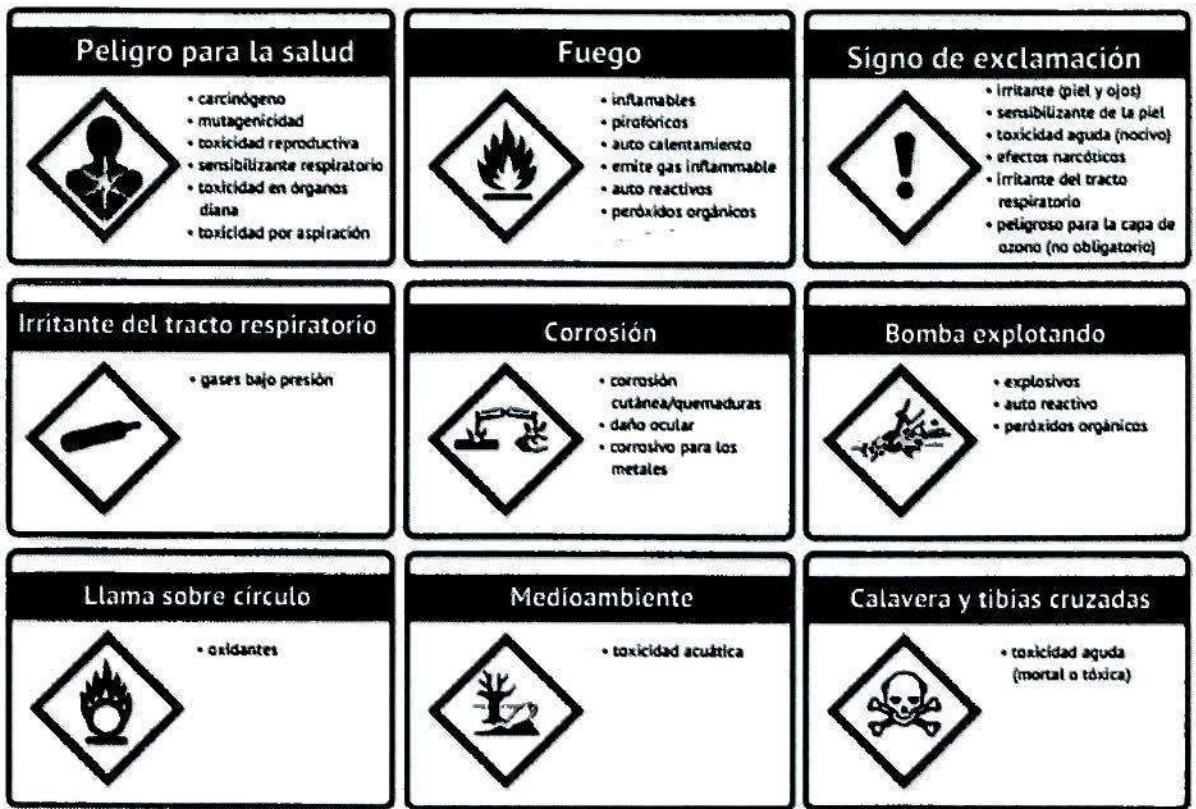 Peligro para la salud
• carcinógeno
• mutagenicidad
• toxicidad reproductiva
• sensibilizante respiratorio
• toxicidad en órganos
diana
• toxicidad por aspiración
Fuego
• inflamables
• pirofóricos
• auto calentamiento
• emite gas inflammable
• auto reactivos
• peróxidos orgánicos
Signo de exclamación
• irritante (piel y ojos)
• sensibilizante de la piel
• toxicidad aguda (nocivo)
• efectos narcóticos
• irritante del tracto
respiratorio
• peligroso para la capa de
ozono (no obligatorio)
Irritante del tracto respiratorio
• gases bajo presión
Corrosión
• corrosión
cutánea/quemaduras
• daño ocular
• corrosivo para los
metales
Bomba explotando
• explosivos
• auto reactivo
• peróxidos orgánicos
Llama sobre círculo
• oxidantes
Medioambiente
• toxicidad acuática
Calavera y tibias cruzadas
• toxicidad aguda
(mortal o tóxica)